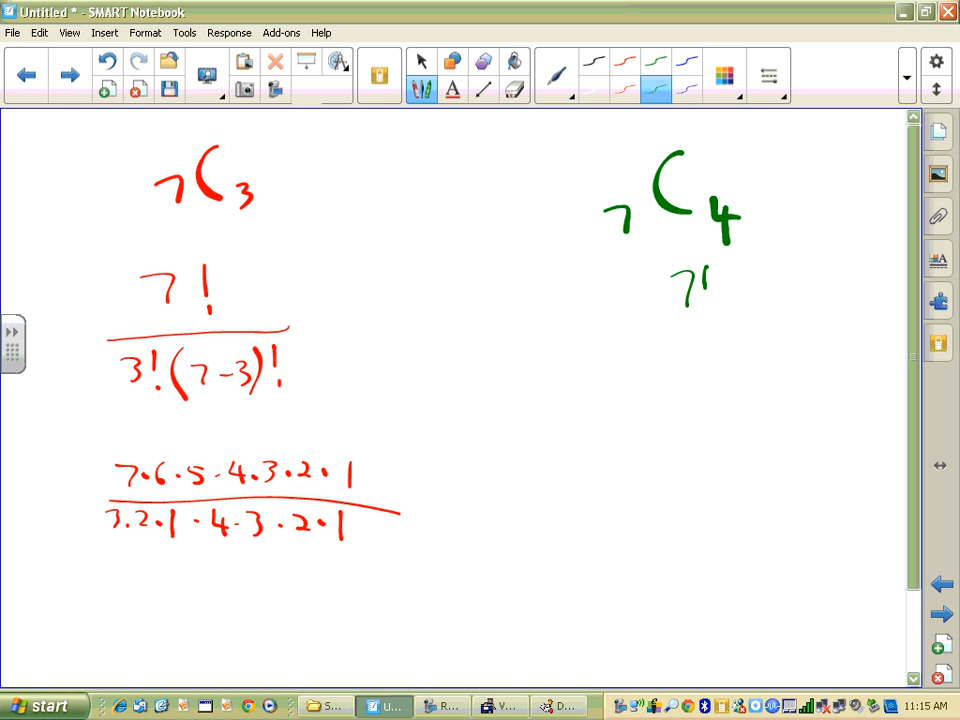 Untitled * - SMART Notebook
File Edit View Insert Format Tools Response Add-ons Help
7C3
7!
3!(7-3)!
7·6·5·4·3·2·1
3·2·1·4·3·2·1
7C4
7!
start
S...
U...
R...
Y...
D...
11:15 AM